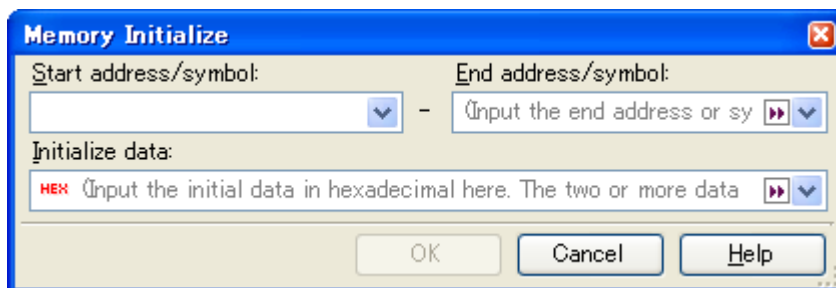 Memory Initialize
Start address/symbol: End address/symbol:
- (Input the end address or sy
Initialize data:
HEX (Input the initial data in hexadecimal here. The two or more data
OK Cancel Help